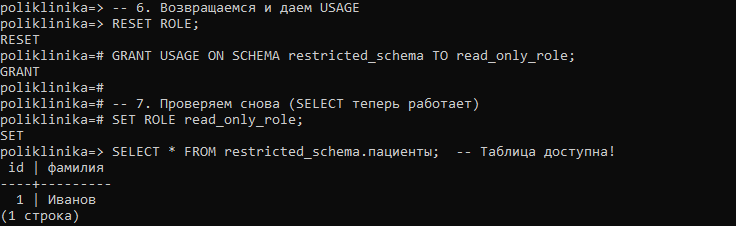 poliklinika=> -- 6. Возвращаемся и даем USAGE
poliklinika=> RESET ROLE;
RESET
poliklinika=# GRANT USAGE ON SCHEMA restricted_schema TO read_only_role;
GRANT
poliklinika=#
poliklinika=# -- 7. Проверяем снова (SELECT теперь работает)
poliklinika=# SET ROLE read_only_role;
SET
poliklinika=> SELECT * FROM restricted_schema.пациенты;  -- Таблица доступна!
 id | фамилия
----+---------
  1 | Иванов
(1 строка)